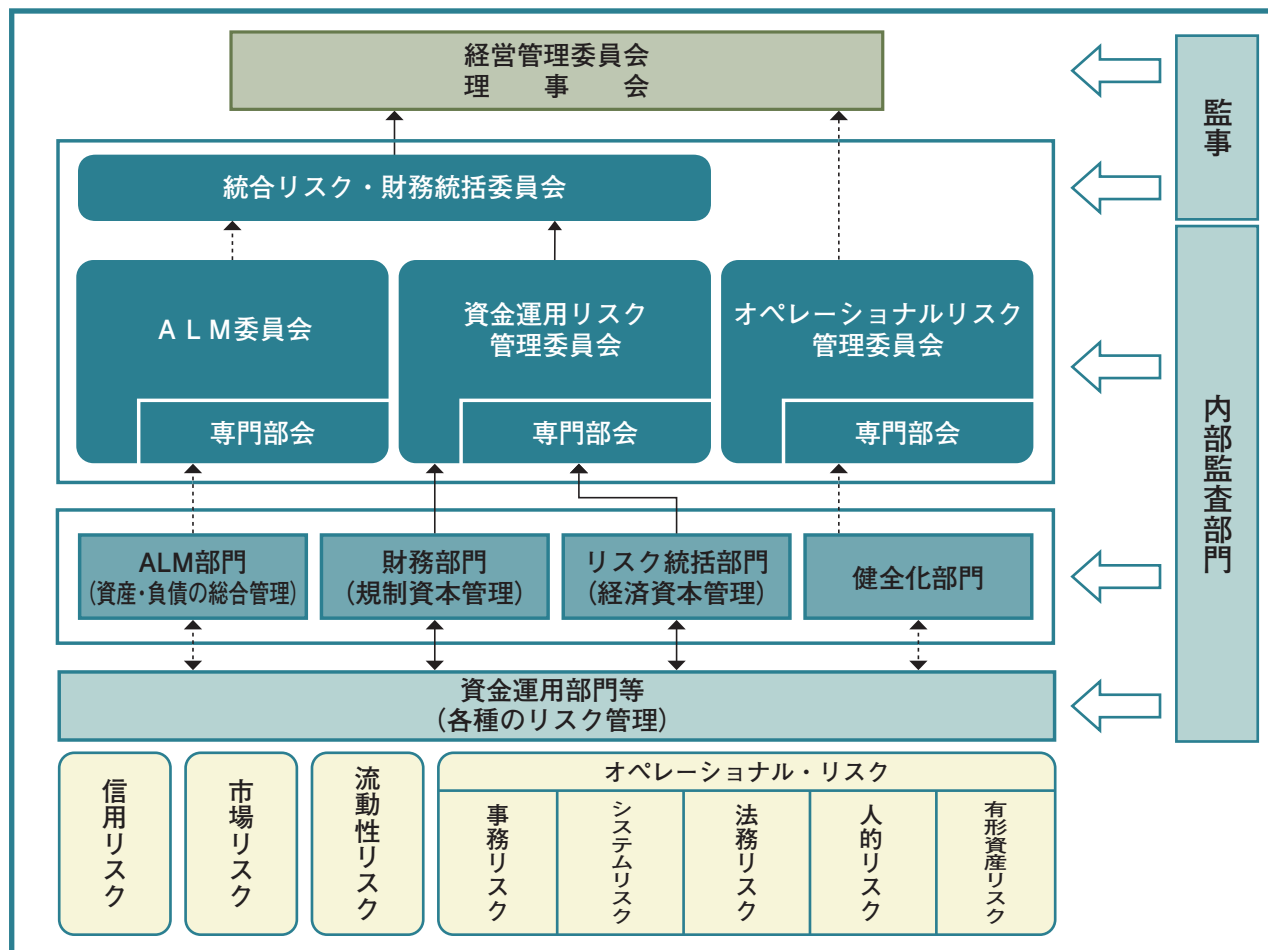 経営管理委員会
理事会
監事
統合リスク・財務統括委員会
ALM委員会
資金運用リスク
管理委員会
オペレーショナルリスク
管理委員会
専門部会
専門部会
専門部会
内部監査部門
ALM部門
(資産・負債の総合管理)
財務部門
(規制資本管理)
リスク統括部門
(経済資本管理)
健全化部門
資金運用部門等
(各種のリスク管理)
信用リスク
市場リスク
流動性リスク
オペレーショナル・リスク
事務リスク
システムリスク
法務リスク
人的リスク
有形資産リスク